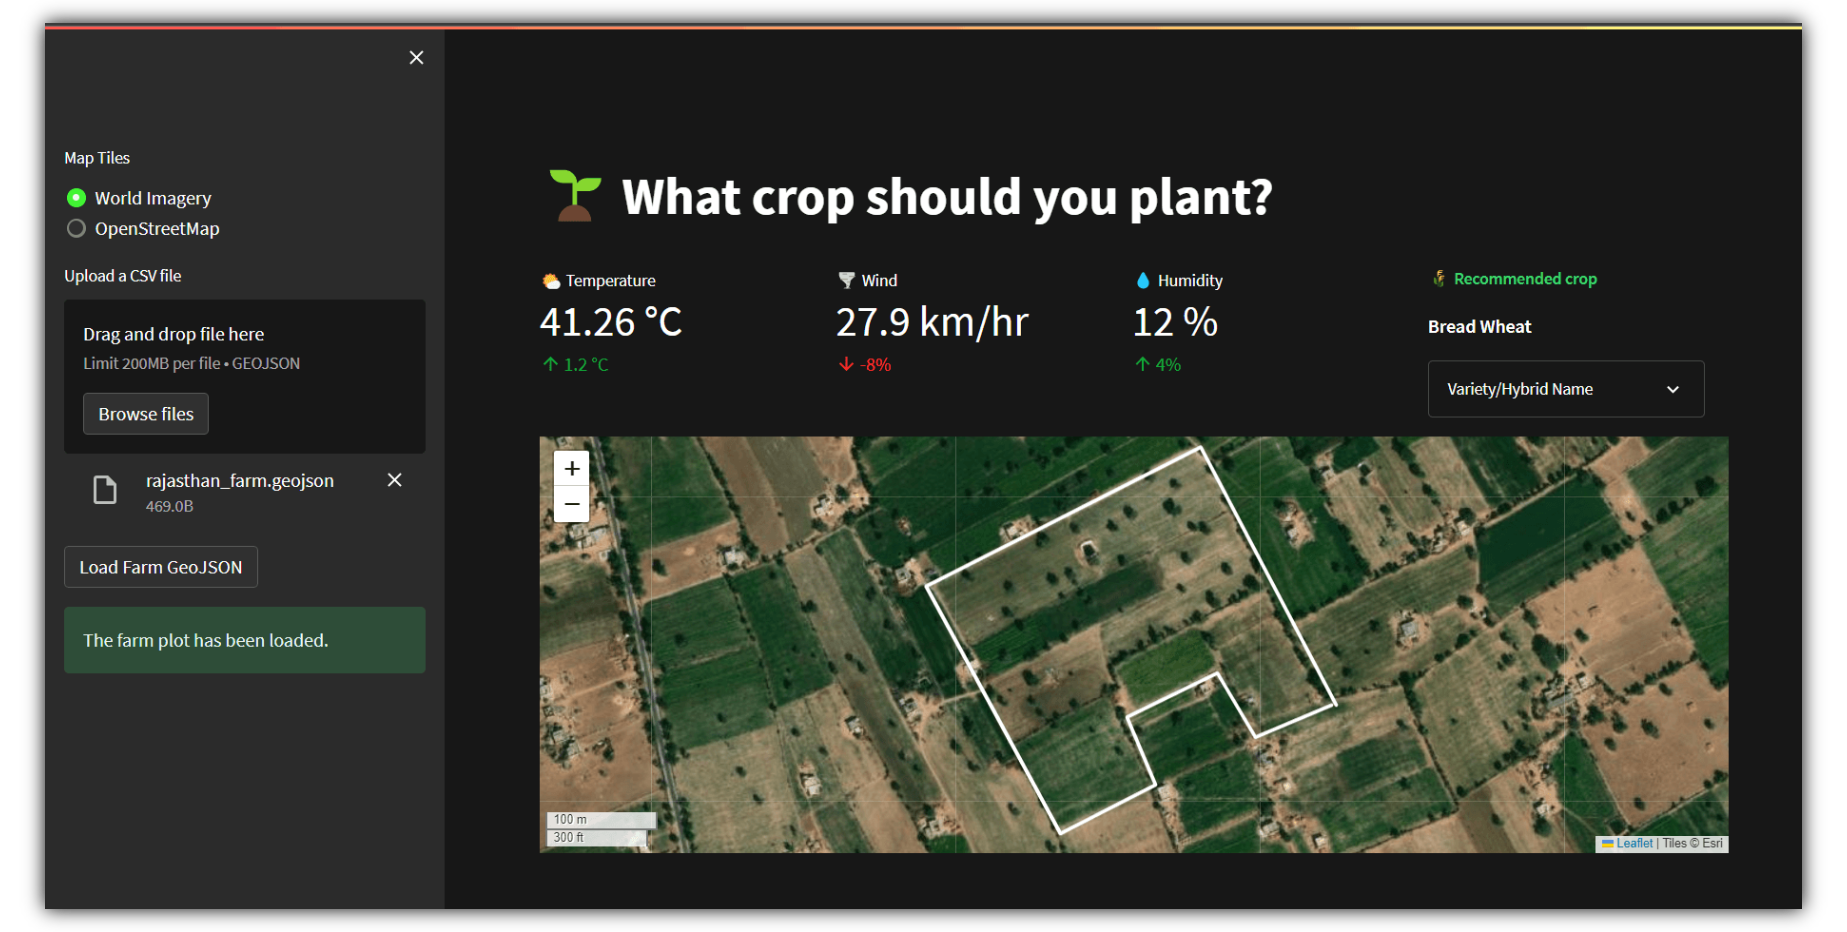 Map Tiles
World Imagery
OpenStreetMap
Upload a CSV file
Drag and drop file here
Limit 200MB per file • GEOJSON
Browse files
rajasthan_farm.geojson
469.0B
Load Farm GeoJSON
The farm plot has been loaded.
What crop should you plant?
Temperature
41.26 °C
↑ 1.2 °C
Wind
27.9 km/hr
↓ -8%
Humidity
12 %
↑ 4%
Recommended crop
Bread Wheat
Variety/Hybrid Name
+
−
100 m
300 ft
Leaflet | Tiles © Esri